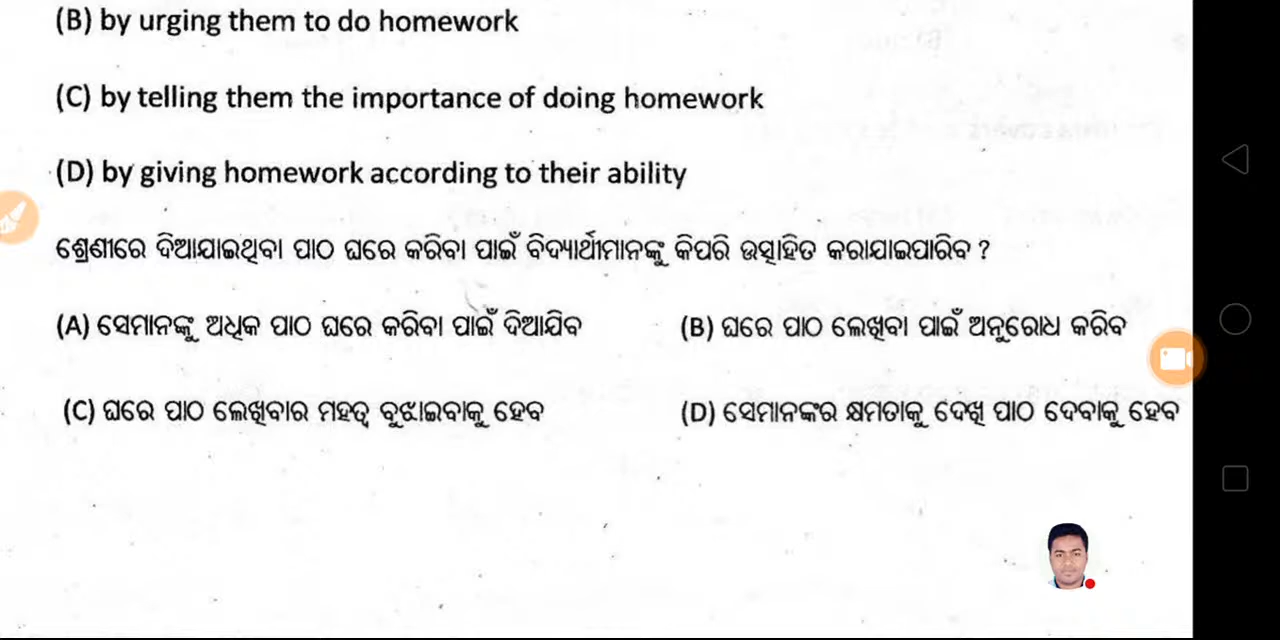 (B) by urging them to do homework
(C) by telling them the importance of doing homework
(D) by giving homework according to their ability
ଶ୍ରେଣୀରେ ଦିଆଯାଇଥିବା ପାଠ ଘରେ କରିବା ପାଇଁ ବିଦ୍ୟାର୍ଥୀମାନଙ୍କୁ କିପରି ଉତ୍ସାହିତ କରାଯାଇପାରିବ ?
(A) ସେମାନଙ୍କୁ ଅଧିକ ପାଠ ଘରେ କରିବା ପାଇଁ ଦିଆଯିବ (B) ଘରେ ପାଠ ଲେଖିବା ପାଇଁ ଅନୁରୋଧ କରିବ
(C) ଘରେ ପାଠ ଲେଖିବାର ମହତ୍ୱ ବୁଝାଇବାକୁ ହେବ (D) ସେମାନଙ୍କର କ୍ଷମତାକୁ ଦେଖି ପାଠ ଦେବାକୁ ହେବ